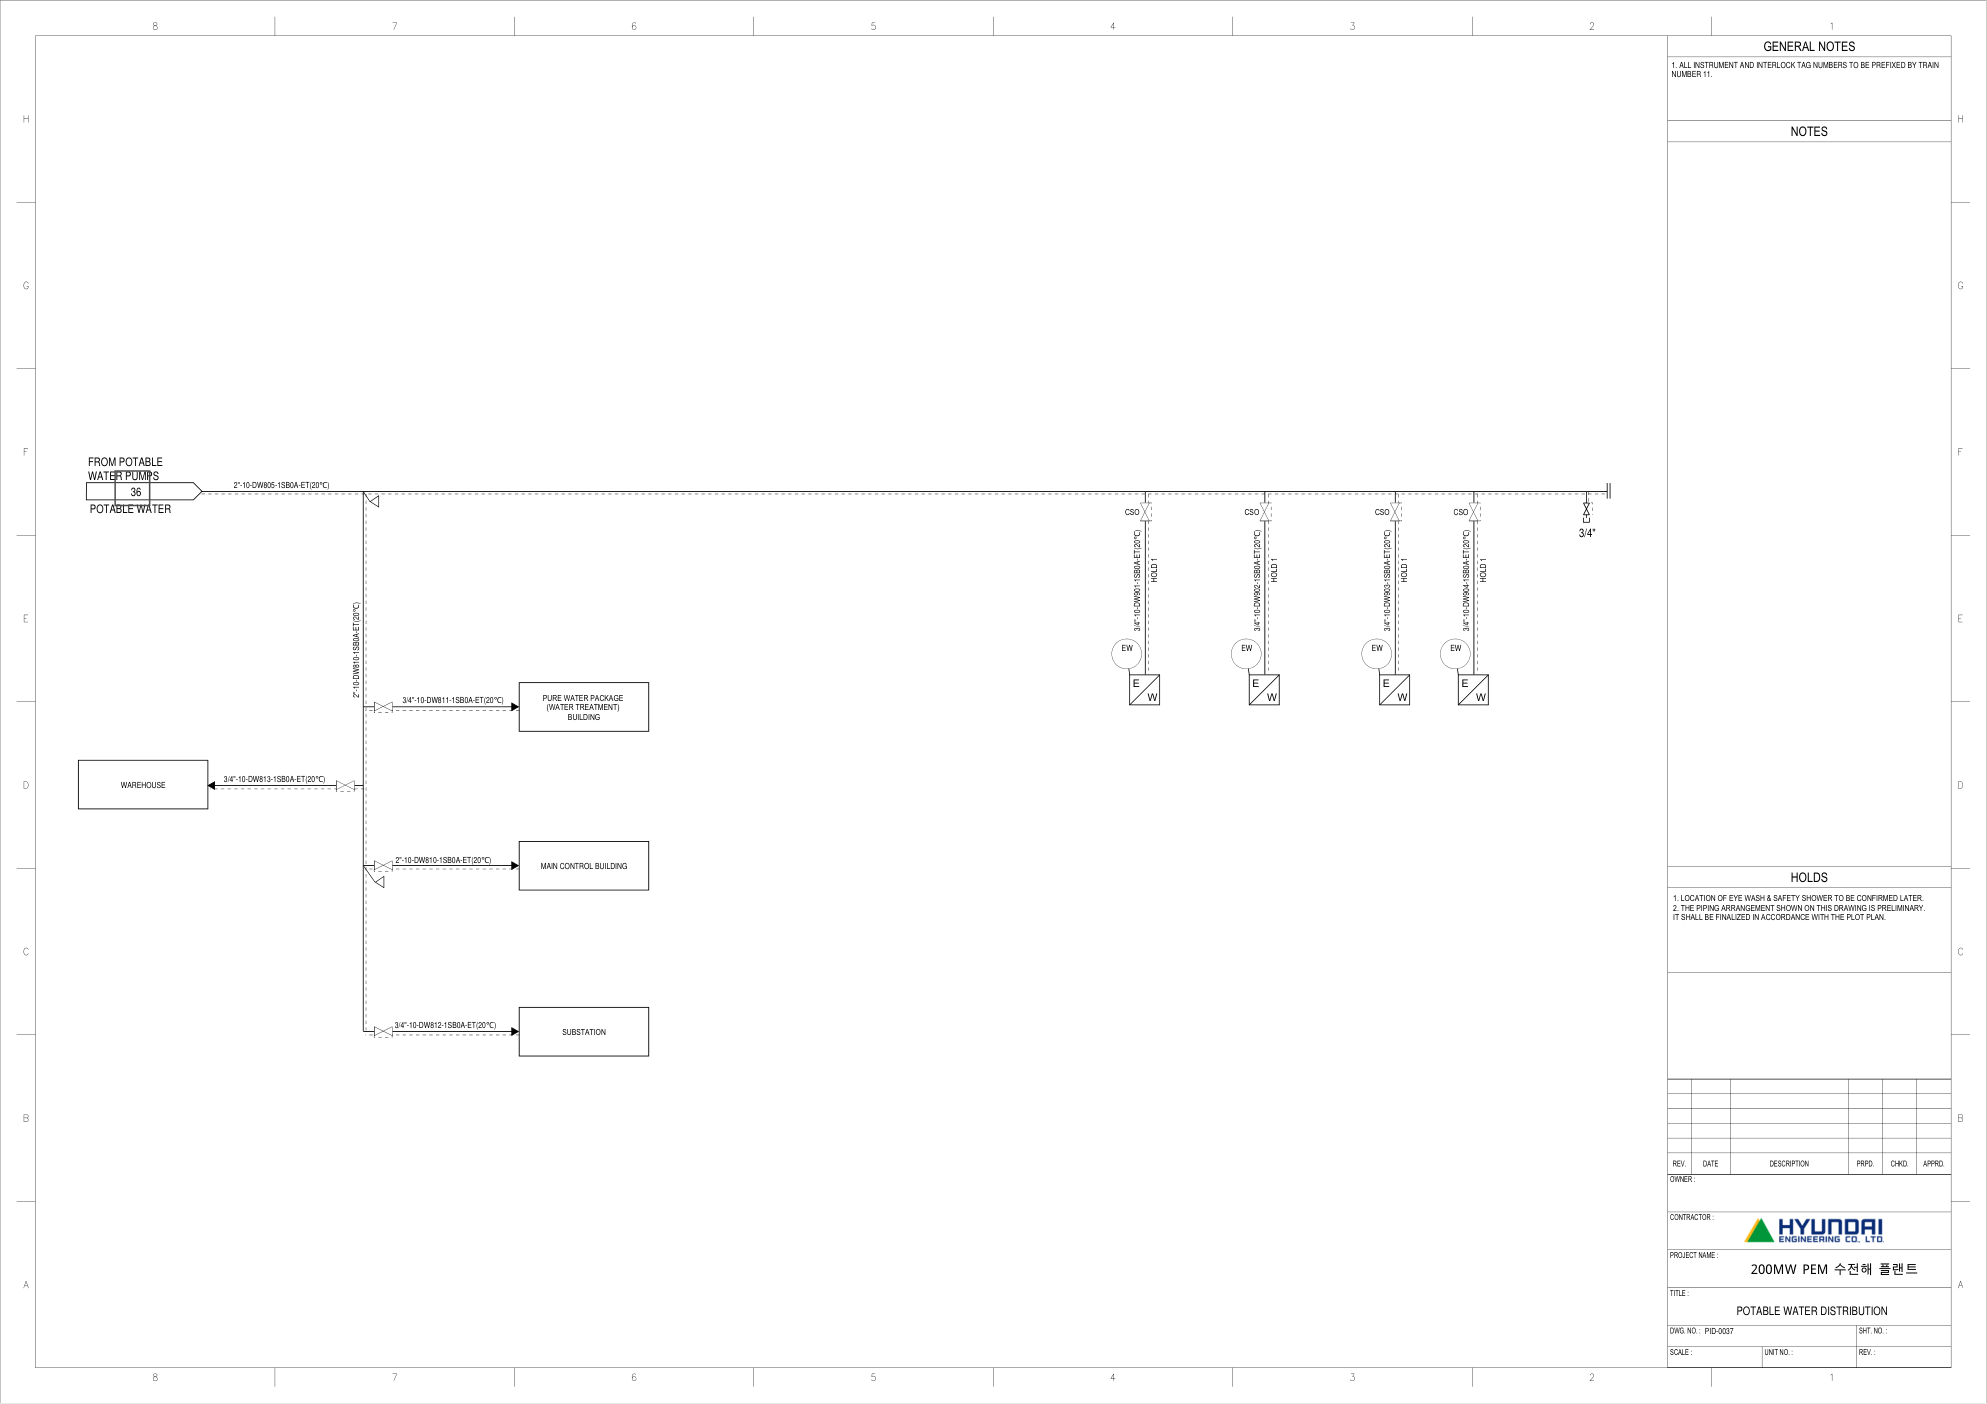 8 7 6 5 4 3 2 1
GENERAL NOTES
1. ALL INSTRUMENT AND INTERLOCK TAG NUMBERS TO BE PREFIXED BY TRAIN
NUMBER 11.
H H
NOTES
G G
F F
FROM POTABLE
WATER PUMPS
36
POTABLE WATER
2"-10-DW805-1SB0A-ET(20℃)
CSO CSO CSO CSO
3/4"
3/4"-10-DW901-1SB0A-ET(20℃)
HOLD 1
3/4"-10-DW902-1SB0A-ET(20℃)
HOLD 1
3/4"-10-DW903-1SB0A-ET(20℃)
HOLD 1
3/4"-10-DW904-1SB0A-ET(20℃)
HOLD 1
E E
EW EW EW EW
E W E W E W E W
2"-10-DW810-1SB0A-ET(20℃)
3/4"-10-DW811-1SB0A-ET(20℃)
PURE WATER PACKAGE
(WATER TREATMENT)
BUILDING
D D
WAREHOUSE
3/4"-10-DW813-1SB0A-ET(20℃)
2"-10-DW810-1SB0A-ET(20℃)
MAIN CONTROL BUILDING
HOLDS
1. LOCATION OF EYE WASH & SAFETY SHOWER TO BE CONFIRMED LATER.
2. THE PIPING ARRANGEMENT SHOWN ON THIS DRAWING IS PRELIMINARY.
IT SHALL BE FINALIZED IN ACCORDANCE WITH THE PLOT PLAN.
C C
3/4"-10-DW812-1SB0A-ET(20℃)
SUBSTATION
B B
REV. DATE DESCRIPTION PRPD. CHKD. APPRD.
OWNER :
CONTRACTOR :
HYUNDAI
ENGINEERING CO., LTD.
PROJECT NAME :
200MW PEM 수전해 플랜트
A A
TITLE :
POTABLE WATER DISTRIBUTION
DWG. NO. : PID-0037 SHT. NO. :
SCALE : UNIT NO. : REV. :
8 7 6 5 4 3 2 1